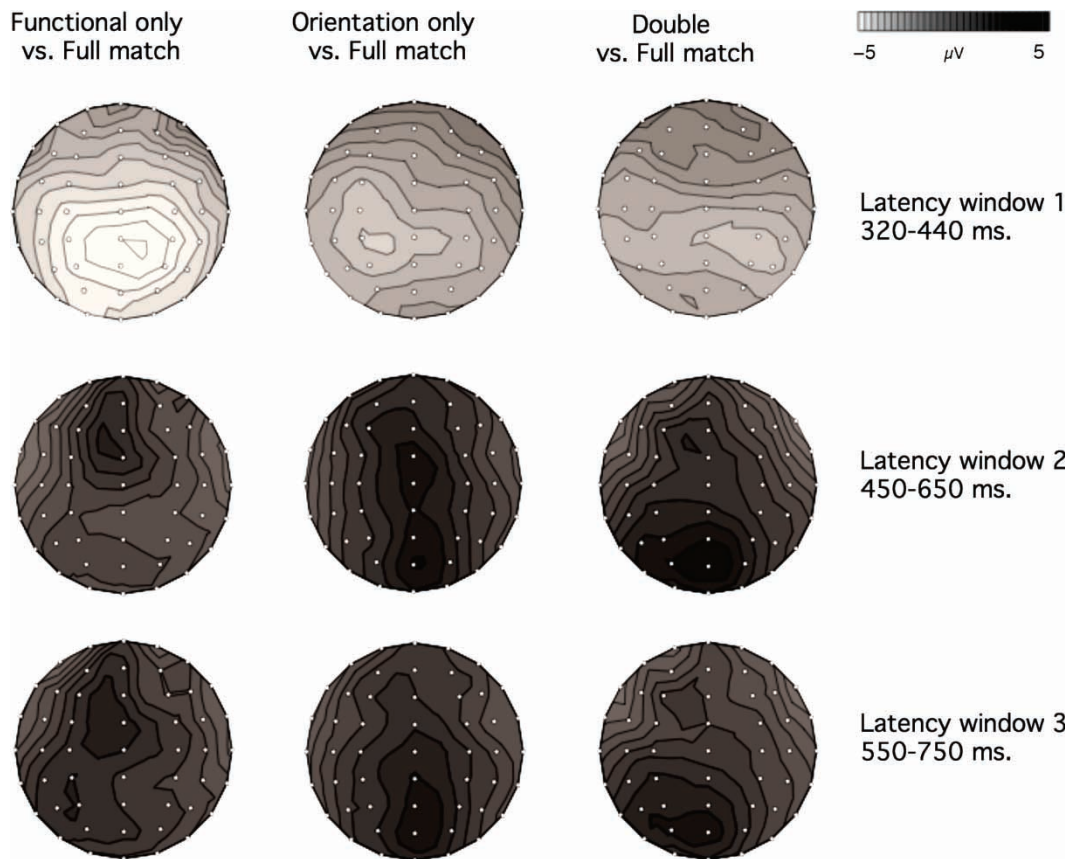 Functional only
vs. Full match
Orientation only
vs. Full match
Double
vs. Full match
−5 μV 5
Latency window 1
320-440 ms.
Latency window 2
450-650 ms.
Latency window 3
550-750 ms.